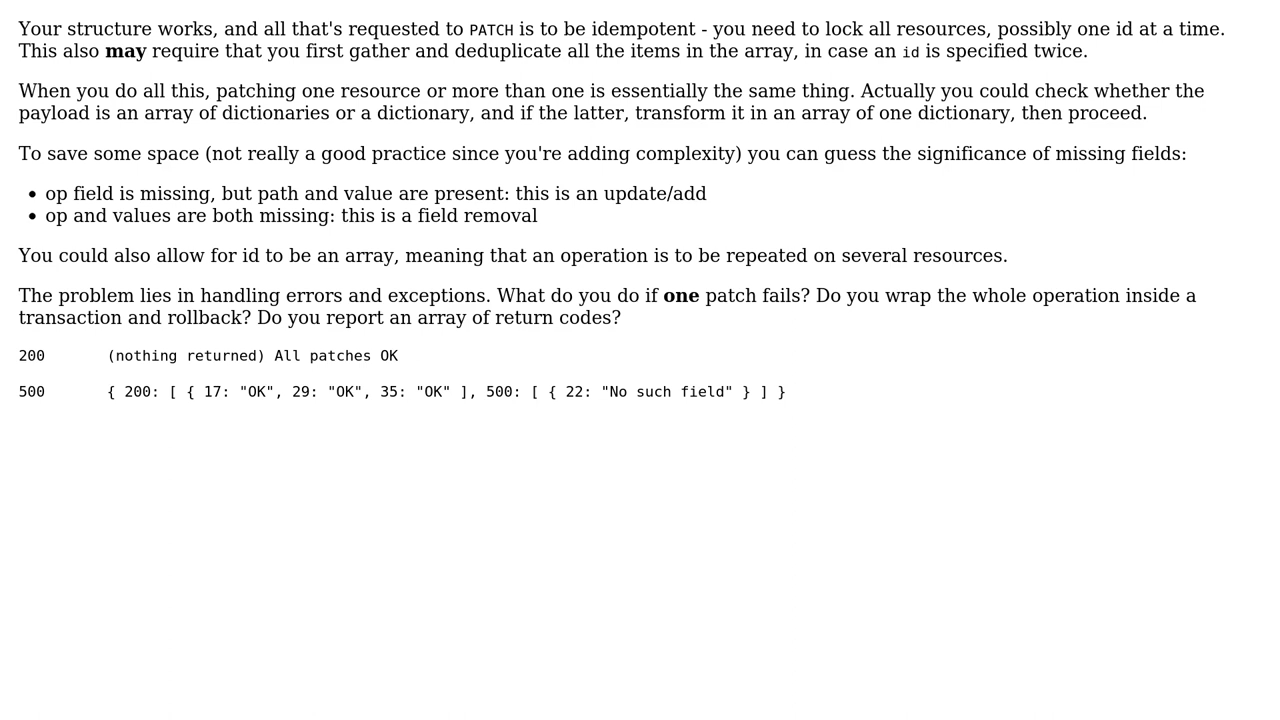 Your structure works, and all that's requested to PATCH is to be idempotent - you need to lock all resources, possibly one id at a time.
This also may require that you first gather and deduplicate all the items in the array, in case an id is specified twice.
When you do all this, patching one resource or more than one is essentially the same thing. Actually you could check whether the
payload is an array of dictionaries or a dictionary, and if the latter, transform it in an array of one dictionary, then proceed.
To save some space (not really a good practice since you're adding complexity) you can guess the significance of missing fields:
• op field is missing, but path and value are present: this is an update/add
• op and values are both missing: this is a field removal
You could also allow for id to be an array, meaning that an operation is to be repeated on several resources.
The problem lies in handling errors and exceptions. What do you do if one patch fails? Do you wrap the whole operation inside a
transaction and rollback? Do you report an array of return codes?
200       (nothing returned) All patches OK
500       { 200: [ { 17: "OK", 29: "OK", 35: "OK" ], 500: [ { 22: "No such field" } ] }